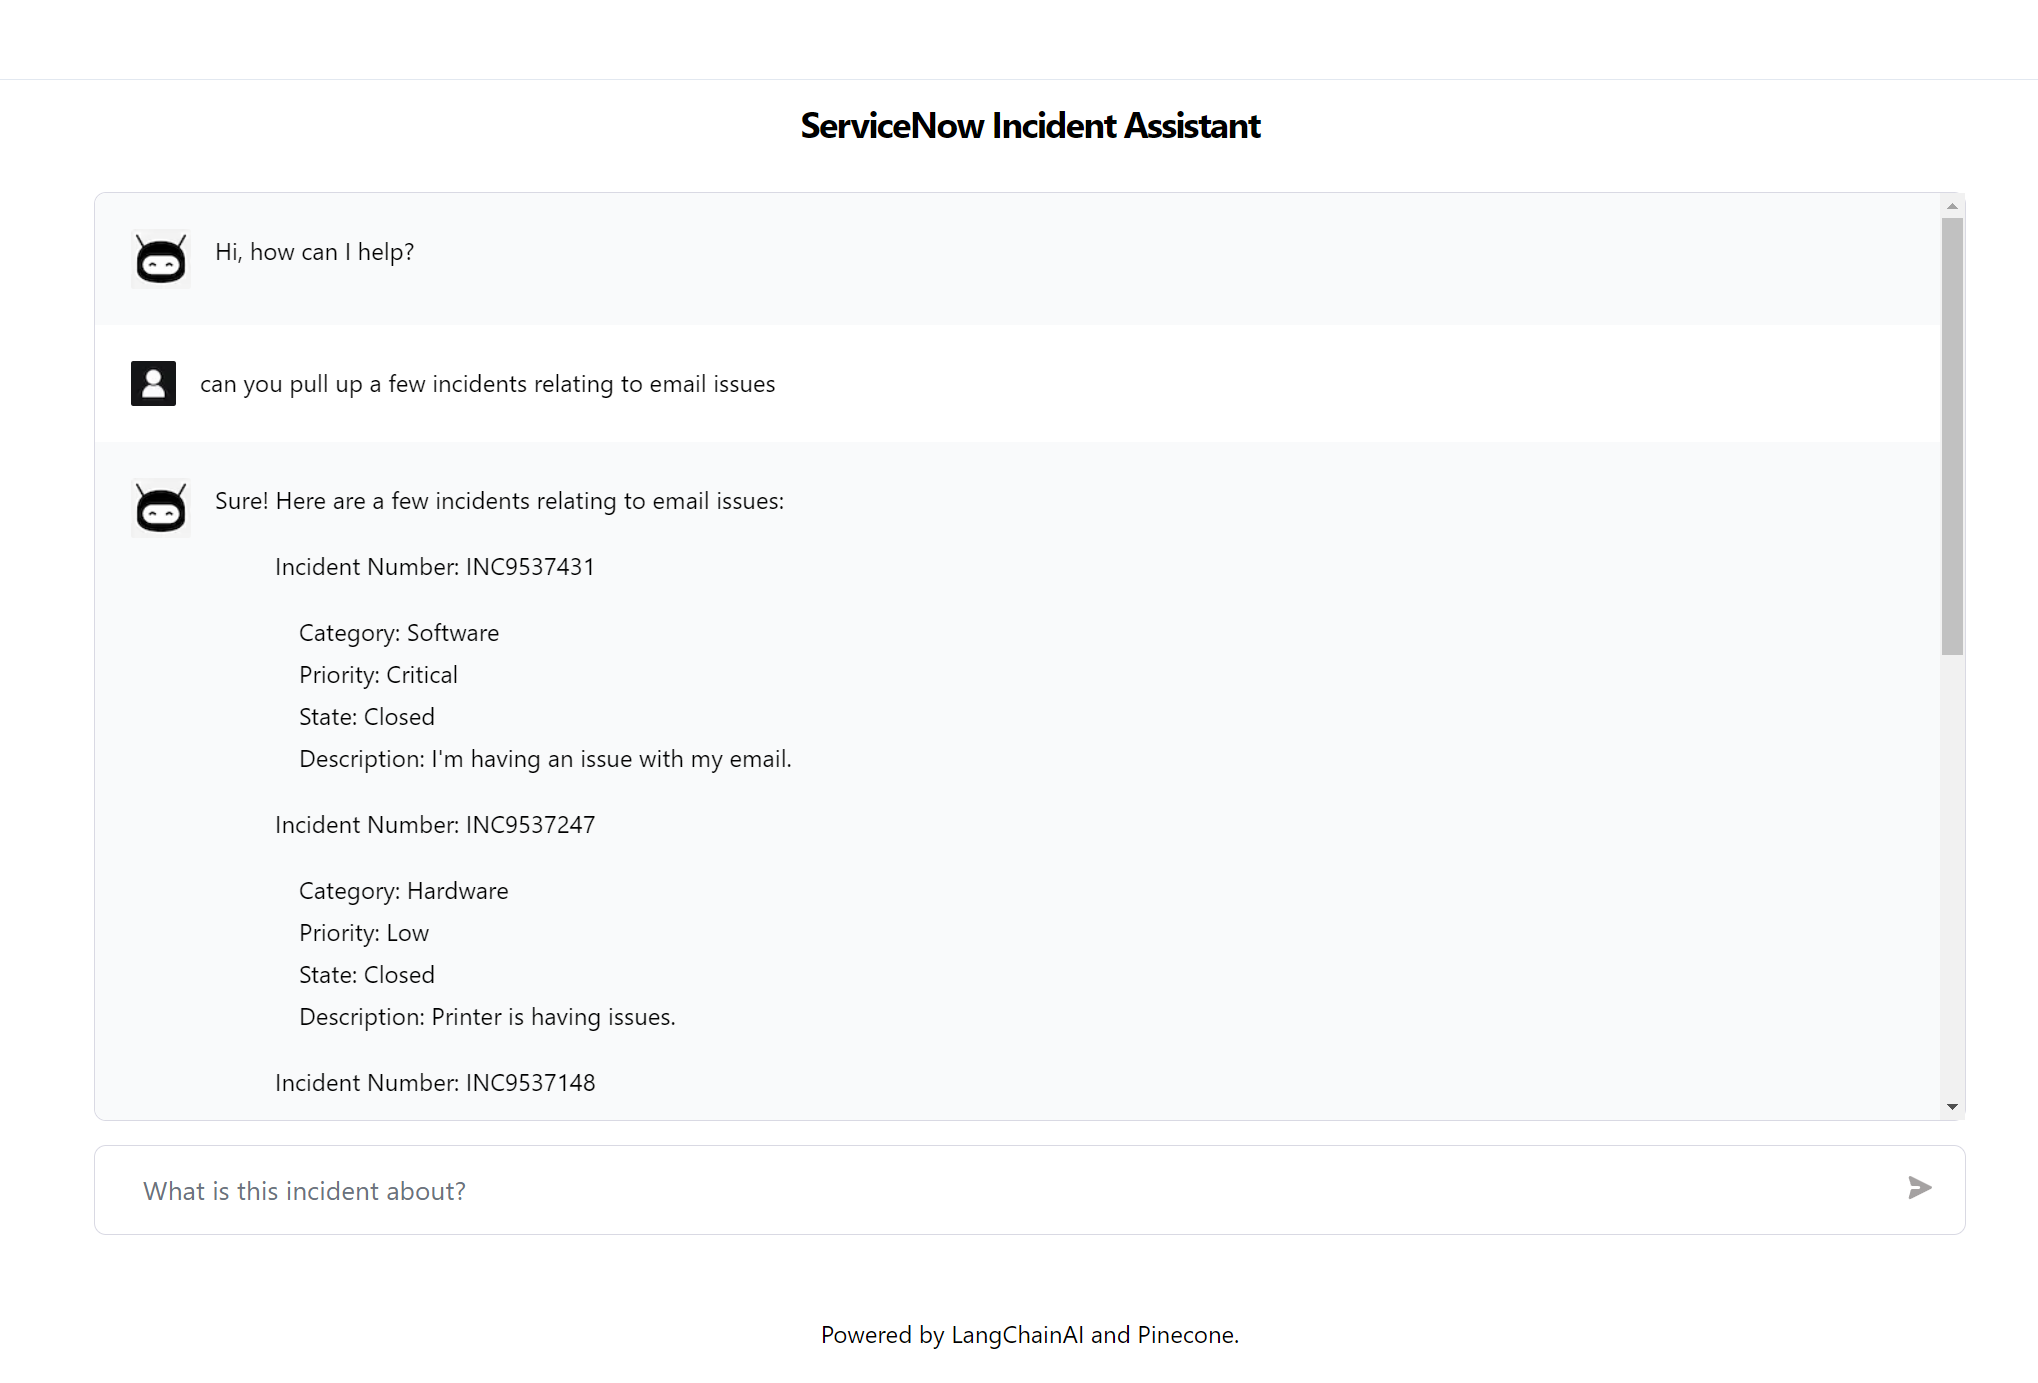 ServiceNow Incident Assistant
Hi, how can I help?
can you pull up a few incidents relating to email issues
Sure! Here are a few incidents relating to email issues:
Incident Number: INC9537431
Category: Software
Priority: Critical
State: Closed
Description: I'm having an issue with my email.
Incident Number: INC9537247
Category: Hardware
Priority: Low
State: Closed
Description: Printer is having issues.
Incident Number: INC9537148
What is this incident about?
Powered by LangChainAI and Pinecone.